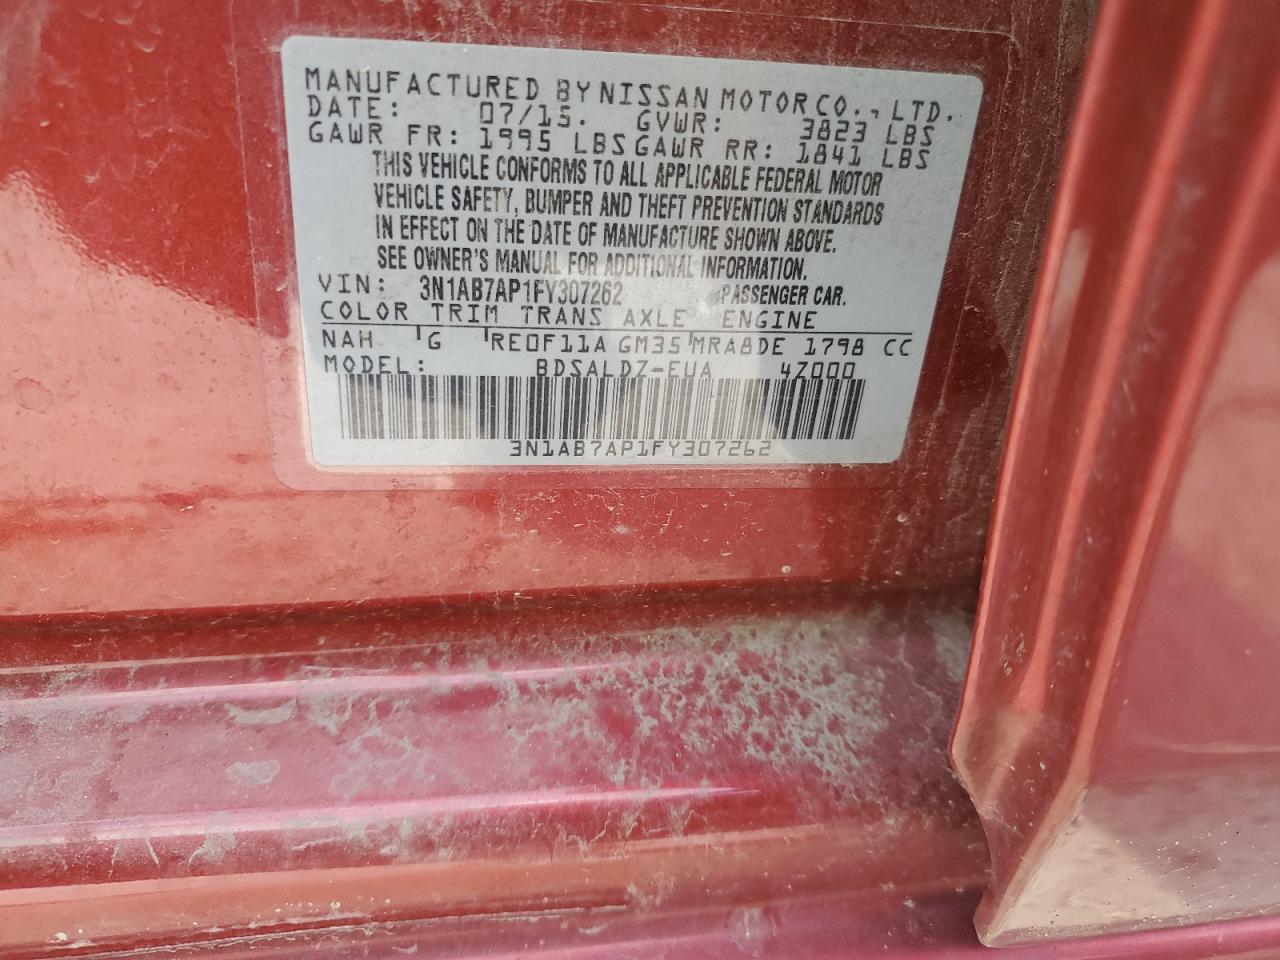 MANUFACTURED BY NISSAN MOTOR CO., LTD.
DATE: 07/15. GVWR: 3823 LBS
GAWR FR: 1995 LBS GAWR RR: 1841 LBS
THIS VEHICLE CONFORMS TO ALL APPLICABLE FEDERAL MOTOR
VEHICLE SAFETY, BUMPER AND THEFT PREVENTION STANDARDS
IN EFFECT ON THE DATE OF MANUFACTURE SHOWN ABOVE.
SEE OWNER'S MANUAL FOR ADDITIONAL INFORMATION.
VIN: 3N1AB7AP1FY307262 PASSENGER CAR.
COLOR TRIM TRANS AXLE ENGINE
NAH G RE0F11A GM35 MRA8DE 1798 CC
MODEL: BDSALDZ-EUA 4Z000
3N1AB7AP1FY307262